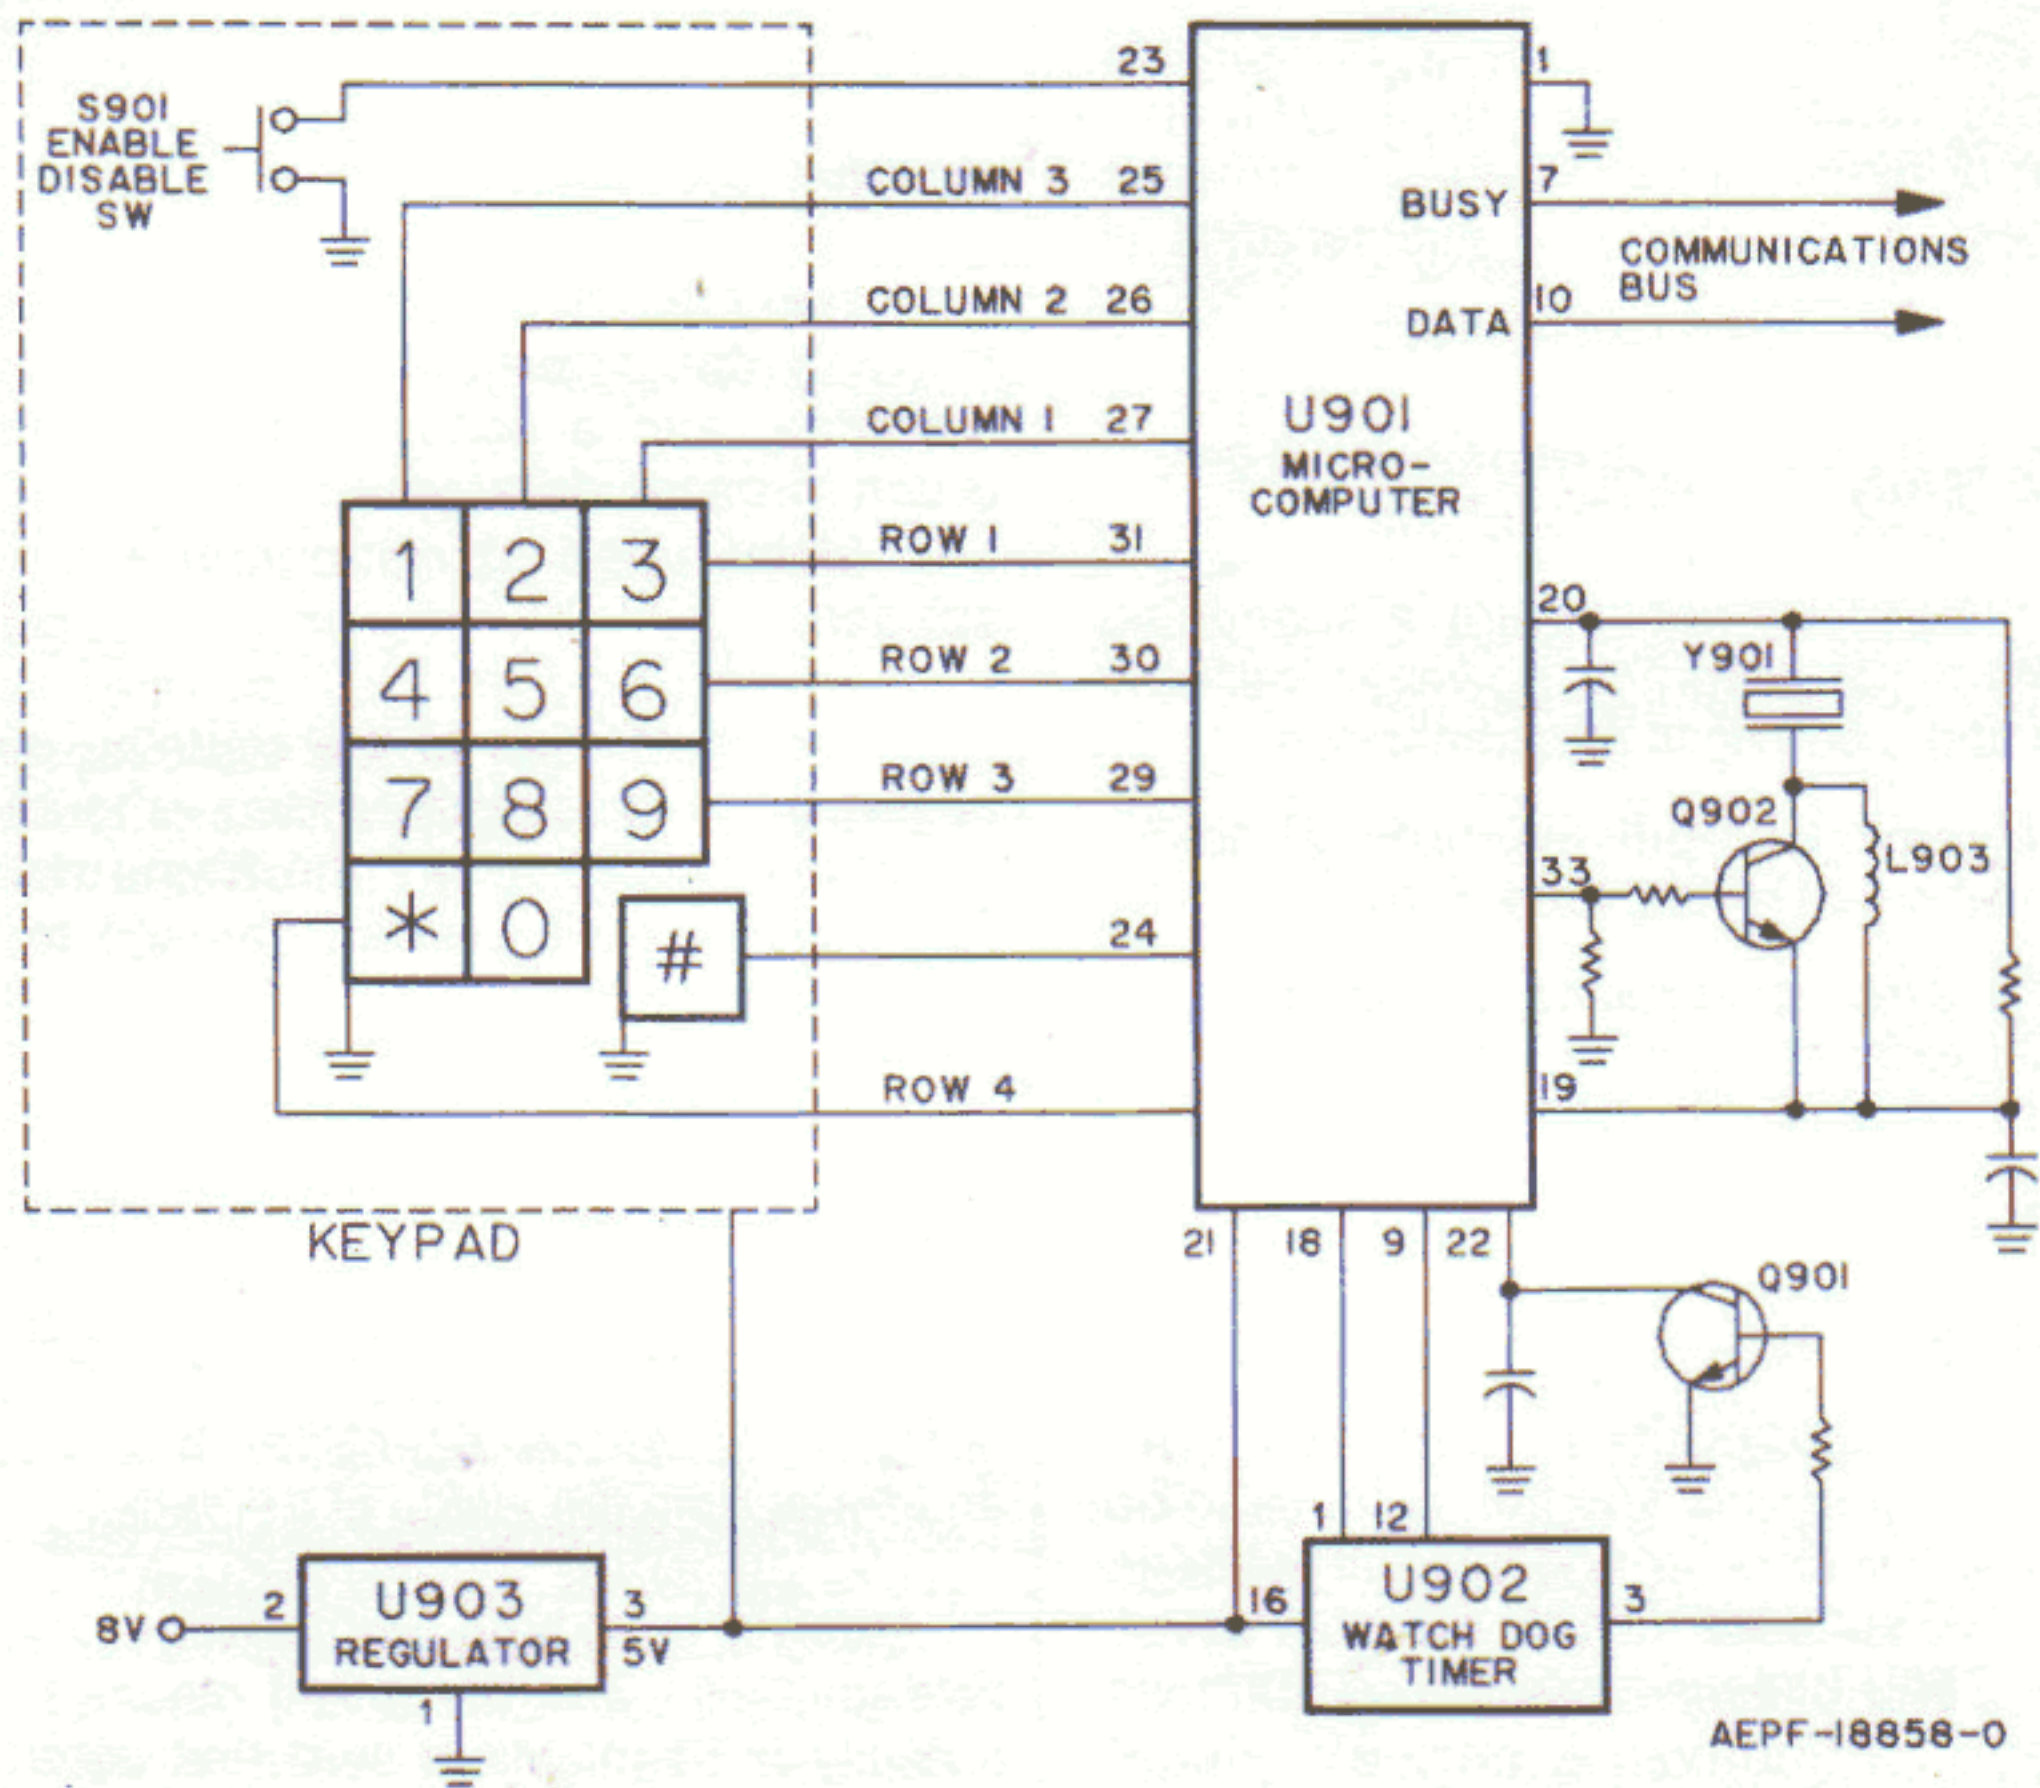 S901
ENABLE
DISABLE
SW
23
COLUMN 3 25
COLUMN 2 26
COLUMN 1 27
ROW 1 31
ROW 2 30
ROW 3 29
24
ROW 4
1 2 3
4 5 6
7 8 9
* 0 #
KEYPAD
U901
MICRO-
COMPUTER
1
BUSY 7
COMMUNICATIONS
BUS
DATA 10
20
Y901
Q902
L903
33
19
21 18 9 22
Q901
8V 2
U903
REGULATOR
3
5V
1
1 12
16
U902
WATCH DOG
TIMER
3
AEPF-18858-O